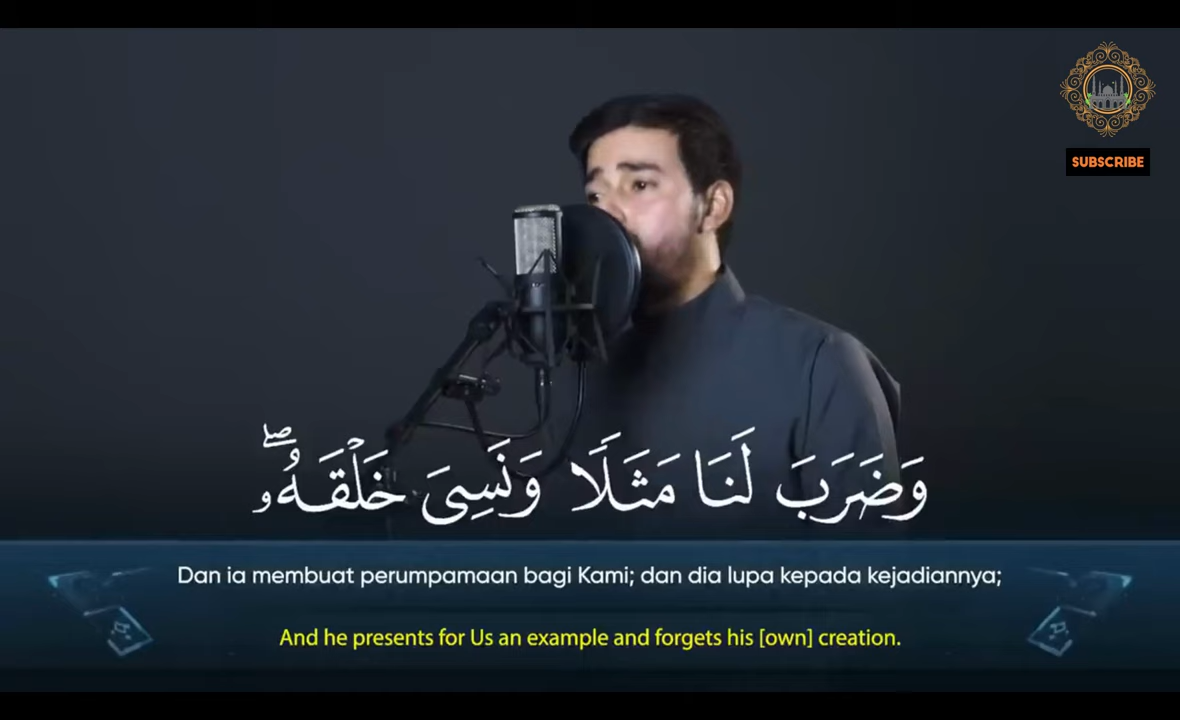 SUBSCRIBE
وَضَرَبَ لَنَا مَثَلًا وَنَسِىَ خَلْقَهُۥ ۖ
Dan ia membuat perumpamaan bagi Kami; dan dia lupa kepada kejadiannya;
And he presents for Us an example and forgets his [own] creation.